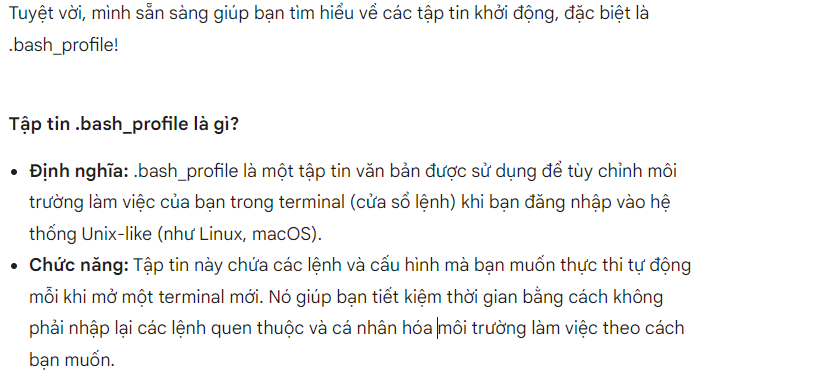 Tuyệt vời, mình sẵn sàng giúp bạn tìm hiểu về các tập tin khởi động, đặc biệt là
.bash_profile!
Tập tin .bash_profile là gì?
• Định nghĩa: .bash_profile là một tập tin văn bản được sử dụng để tùy chỉnh môi
trường làm việc của bạn trong terminal (cửa sổ lệnh) khi bạn đăng nhập vào hệ
thống Unix-like (như Linux, macOS).
• Chức năng: Tập tin này chứa các lệnh và cấu hình mà bạn muốn thực thi tự động
mỗi khi mở một terminal mới. Nó giúp bạn tiết kiệm thời gian bằng cách không
phải nhập lại các lệnh quen thuộc và cá nhân hóa môi trường làm việc theo cách
bạn muốn.